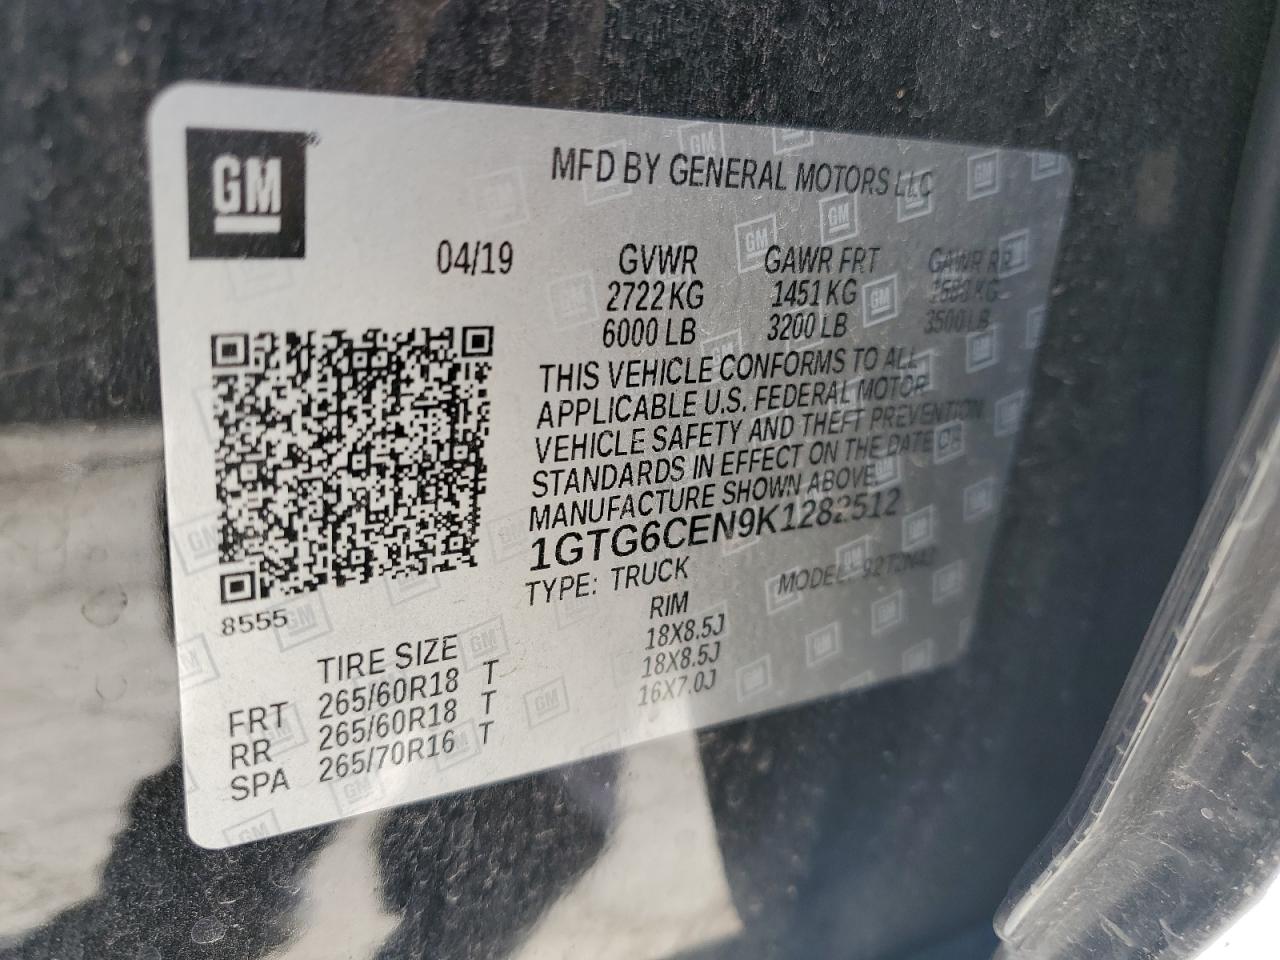 GM
MFD BY GENERAL MOTORS LLC
04/19 GVWR GAWR FRT GAWR RR
2722 KG 1451 KG KG
6000 LB 3200 LB 3500 LB
THIS VEHICLE CONFORMS TO ALL
APPLICABLE U.S. FEDERAL MOTOR
VEHICLE SAFETY AND THEFT PREVENTION
STANDARDS IN EFFECT ON THE DATE OF
MANUFACTURE SHOWN ABOVE.
1GTG6CEN9K1282512
TYPE: TRUCK MODEL:
8555
TIRE SIZE RIM
FRT 265/60R18 T 18X8.5J
RR 265/60R18 T 18X8.5J
SPA 265/70R16 T 16X7.0J